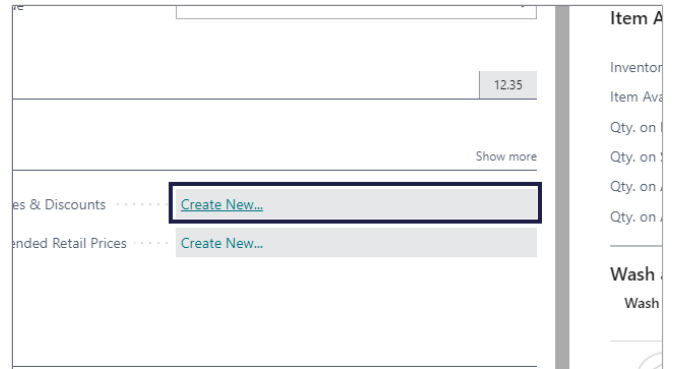 Item A
12.35
Inventor
Item Ava
Qty. on
Show more
Qty. on
es & Discounts
Create New...
Qty. on
Qty. on
ended Retail Prices
Create New...
Wash
Wash